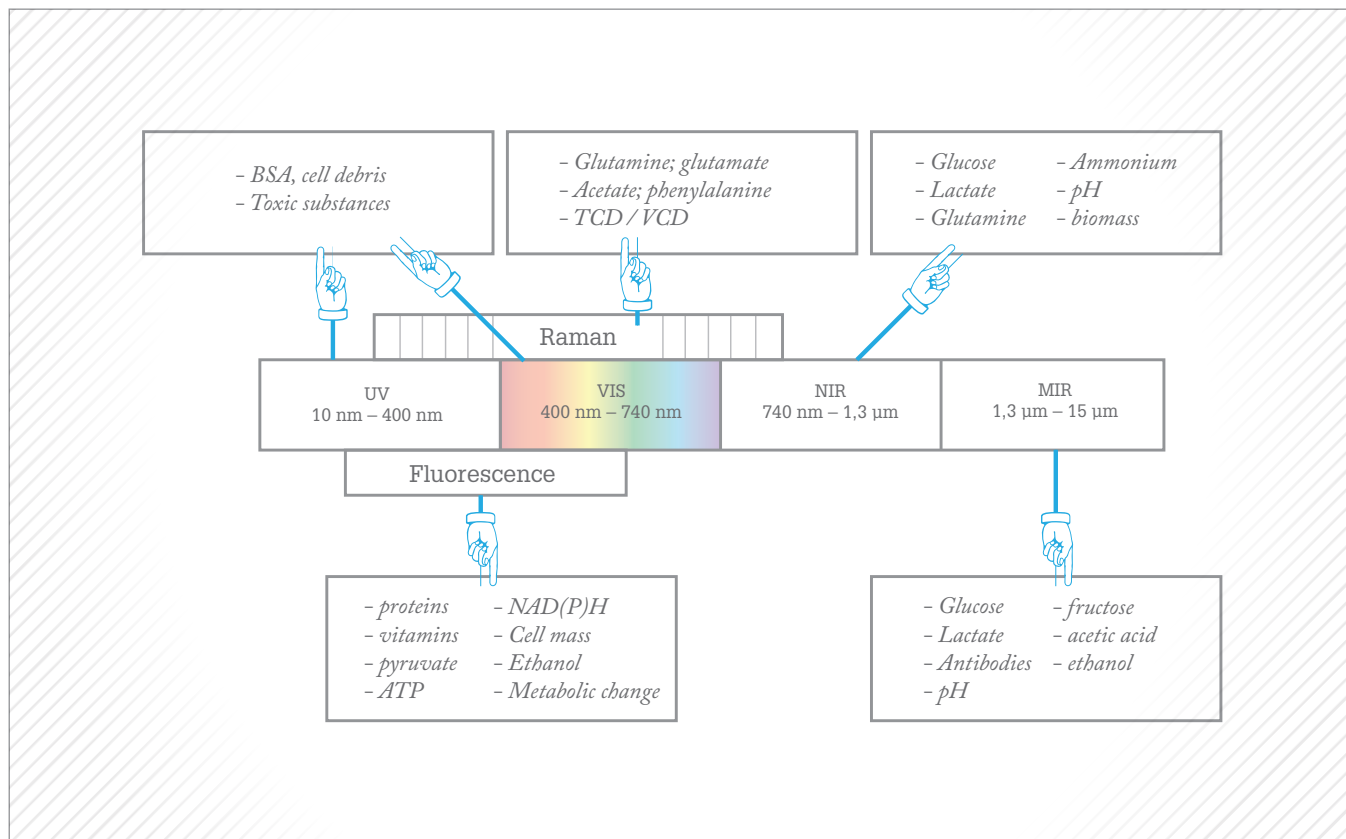 - BSA, cell debris
- Toxic substances
- Glutamine; glutamate
- Acetate; phenylalanine
- TCD / VCD
- Glucose
- Lactate
- Glutamine
- Ammonium
- pH
- biomass
Raman
UV
10 nm – 400 nm
VIS
400 nm – 740 nm
NIR
740 nm – 1,3 µm
MIR
1,3 µm – 15 µm
Fluorescence
- proteins
- vitamins
- pyruvate
- ATP
- NAD(P)H
- Cell mass
- Ethanol
- Metabolic change
- Glucose
- Lactate
- Antibodies
- pH
- fructose
- acetic acid
- ethanol